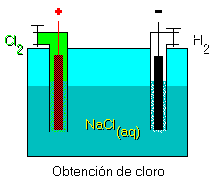 + -
Cl2 H2
NaCl(aq)
Obtención de cloro